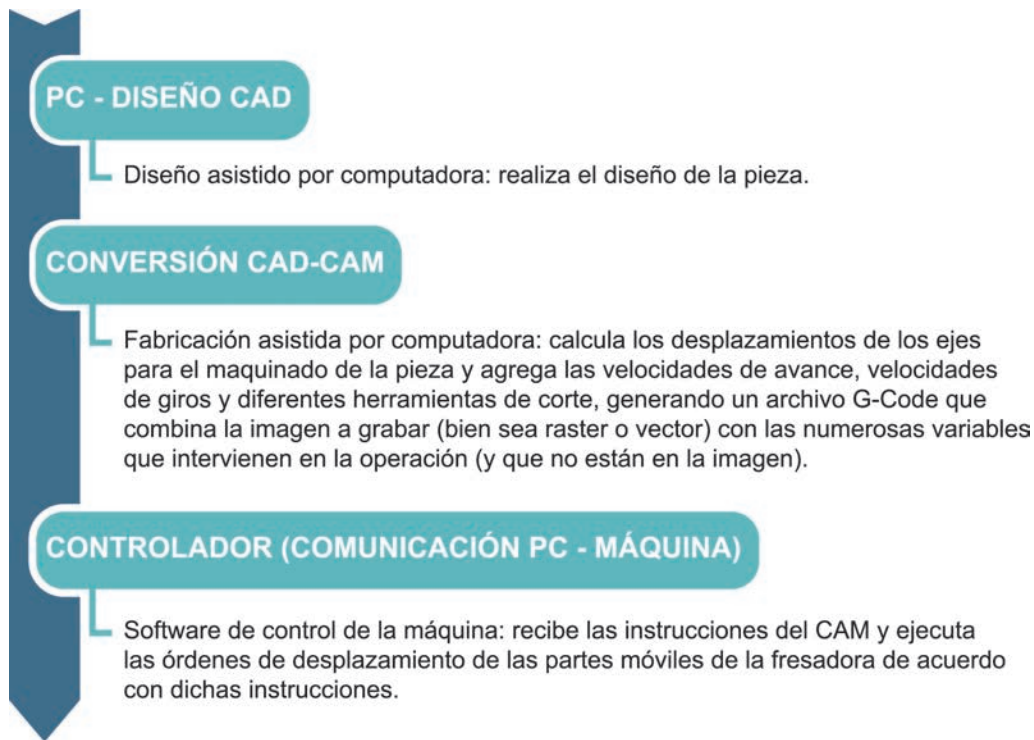 PC - DISEÑO CAD
Diseño asistido por computadora: realiza el diseño de la pieza.
CONVERSIÓN CAD-CAM
Fabricación asistida por computadora: calcula los desplazamientos de los ejes
para el maquinado de la pieza y agrega las velocidades de avance, velocidades
de giros y diferentes herramientas de corte, generando un archivo G-Code que
combina la imagen a grabar (bien sea raster o vector) con las numerosas variables
que intervienen en la operación (y que no están en la imagen).
CONTROLADOR (COMUNICACIÓN PC - MÁQUINA)
Software de control de la máquina: recibe las instrucciones del CAM y ejecuta
las órdenes de desplazamiento de las partes móviles de la fresadora de acuerdo
con dichas instrucciones.